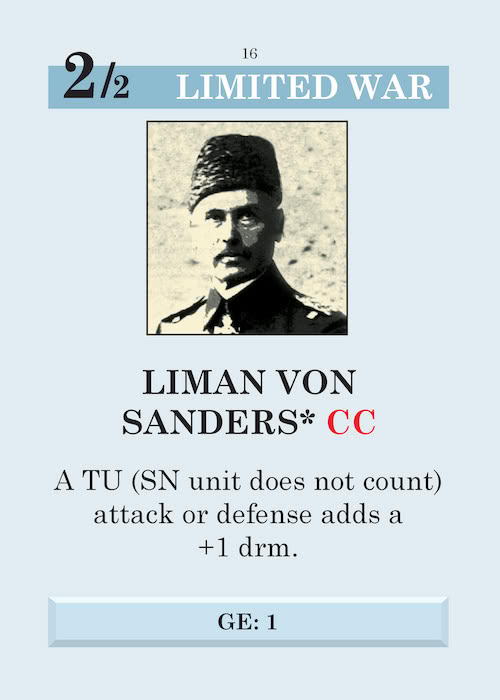 16
2/2 LIMITED WAR
LIMAN VON
SANDERS* CC
A TU (SN unit does not count)
attack or defense adds a
+1 drm.
GE: 1